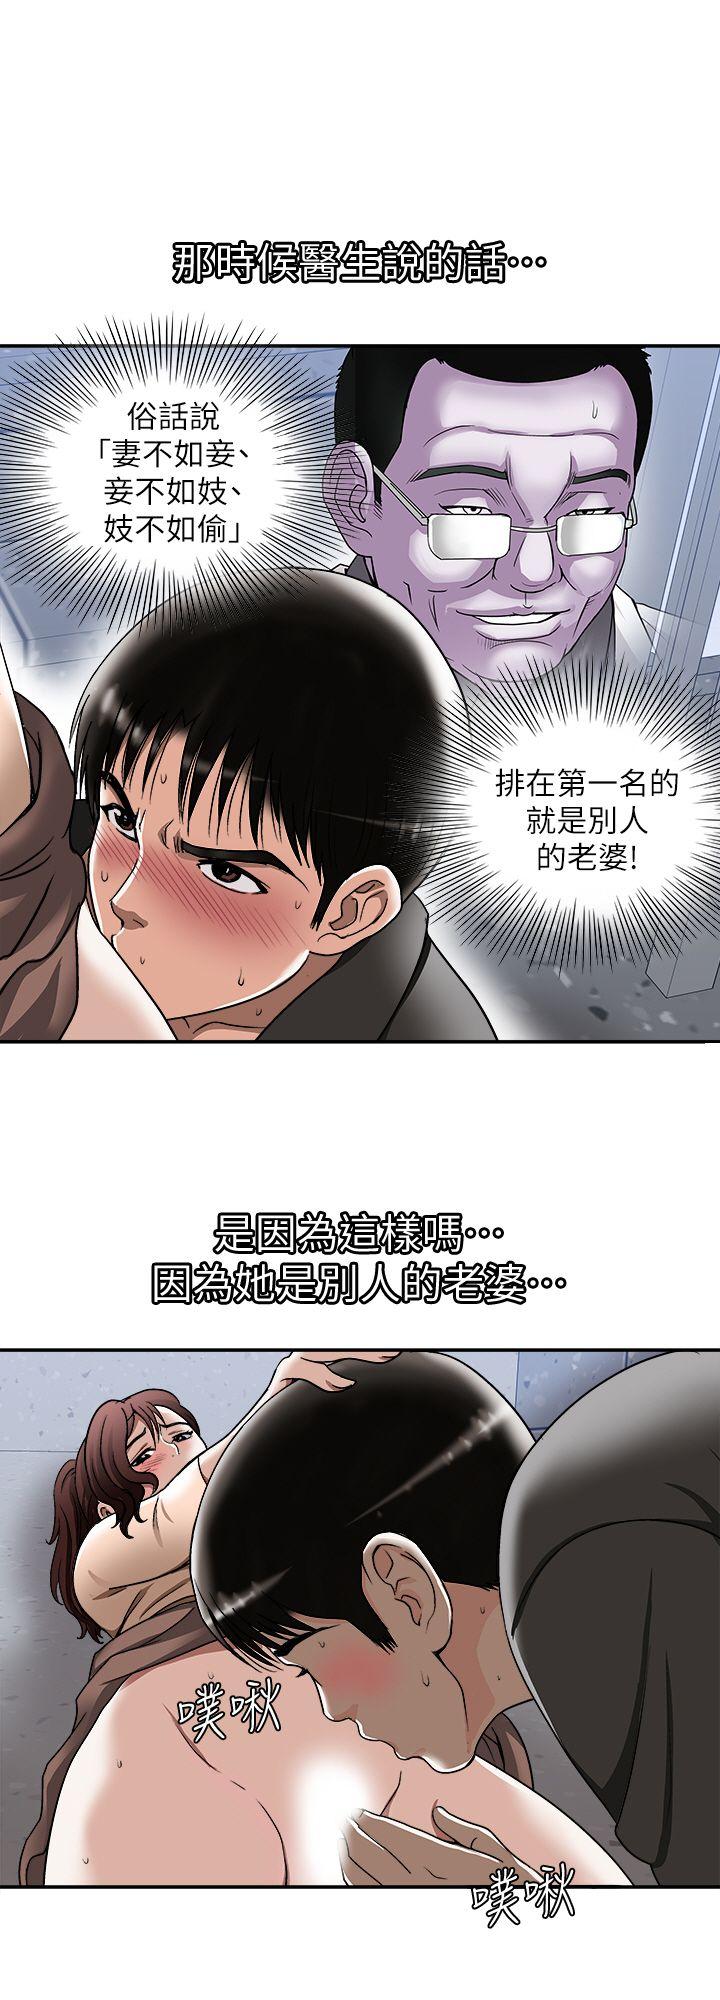 那時候醫生說的話⋯
俗話說
「妻不如妾、
妾不如妓、
妓不如偷」
排在第一名的
就是別人
的老婆!
是因為這樣嗎⋯
因為她是別人的老婆⋯
噗啾
噗啾